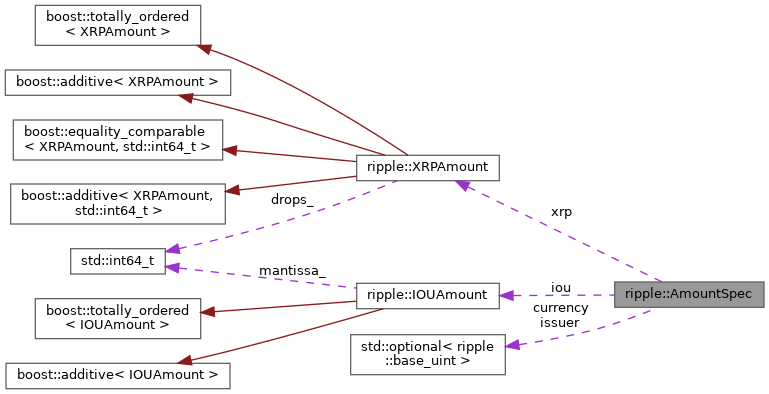 boost::totally_ordered
< XRPAmount >
boost::additive< XRPAmount >
boost::equality_comparable
< XRPAmount, std::int64_t >
ripple::XRPAmount
boost::additive< XRPAmount,
std::int64_t >
drops_
xrp
std::int64_t
mantissa_
ripple::IOUAmount
iou
ripple::AmountSpec
currency
issuer
boost::totally_ordered
< IOUAmount >
std::optional< ripple
::base_uint >
boost::additive< IOUAmount >